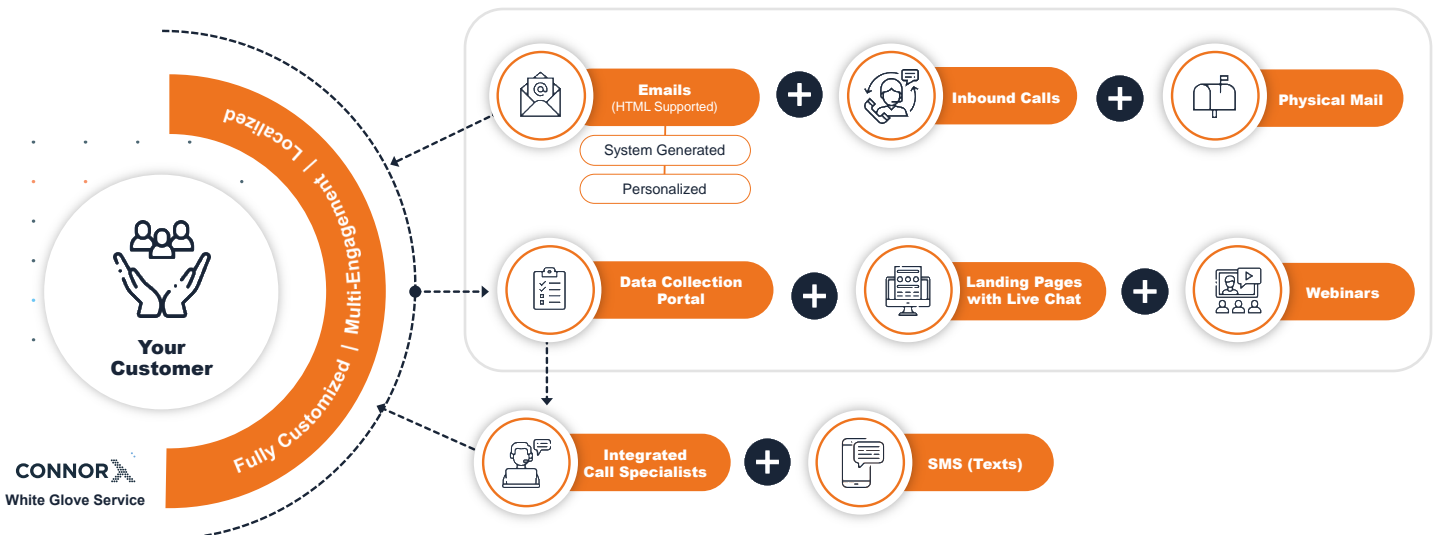 Your
Customer
Fully Customized | Multi-Engagement | Localized
CONNOR
White Glove Service
Emails
(HTML Supported)
System Generated
Personalized
Inbound Calls
Physical Mail
Data Collection
Portal
Landing Pages
with Live Chat
Webinars
Integrated
Call Specialists
SMS (Texts)